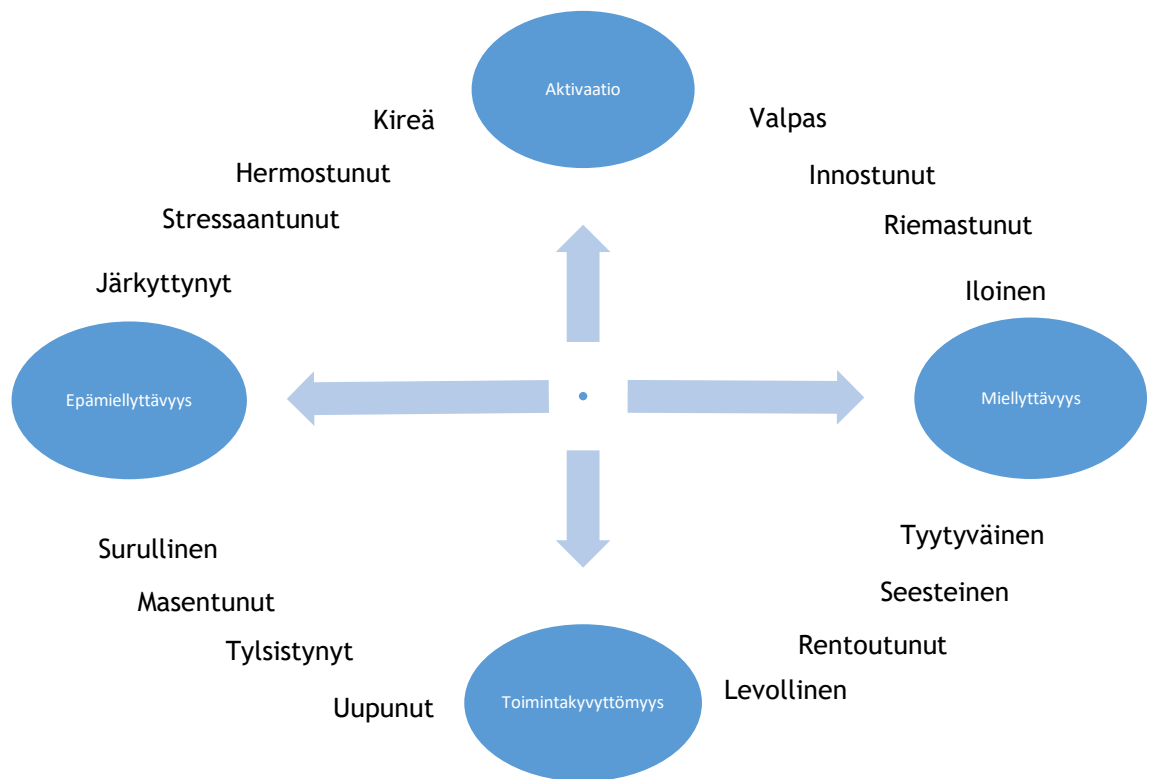 Aktivaatio
Kireä
Valpas
Hermostunut
Innostunut
Stressaantunut
Riemastunut
Järkyttynyt
Iloinen
Epämiellyttävyys
Miellyttävyys
Surullinen
Tyytyväinen
Masentunut
Seesteinen
Tylsistynyt
Rentoutunut
Uupunut
Toimintakyvyttömyys
Levollinen